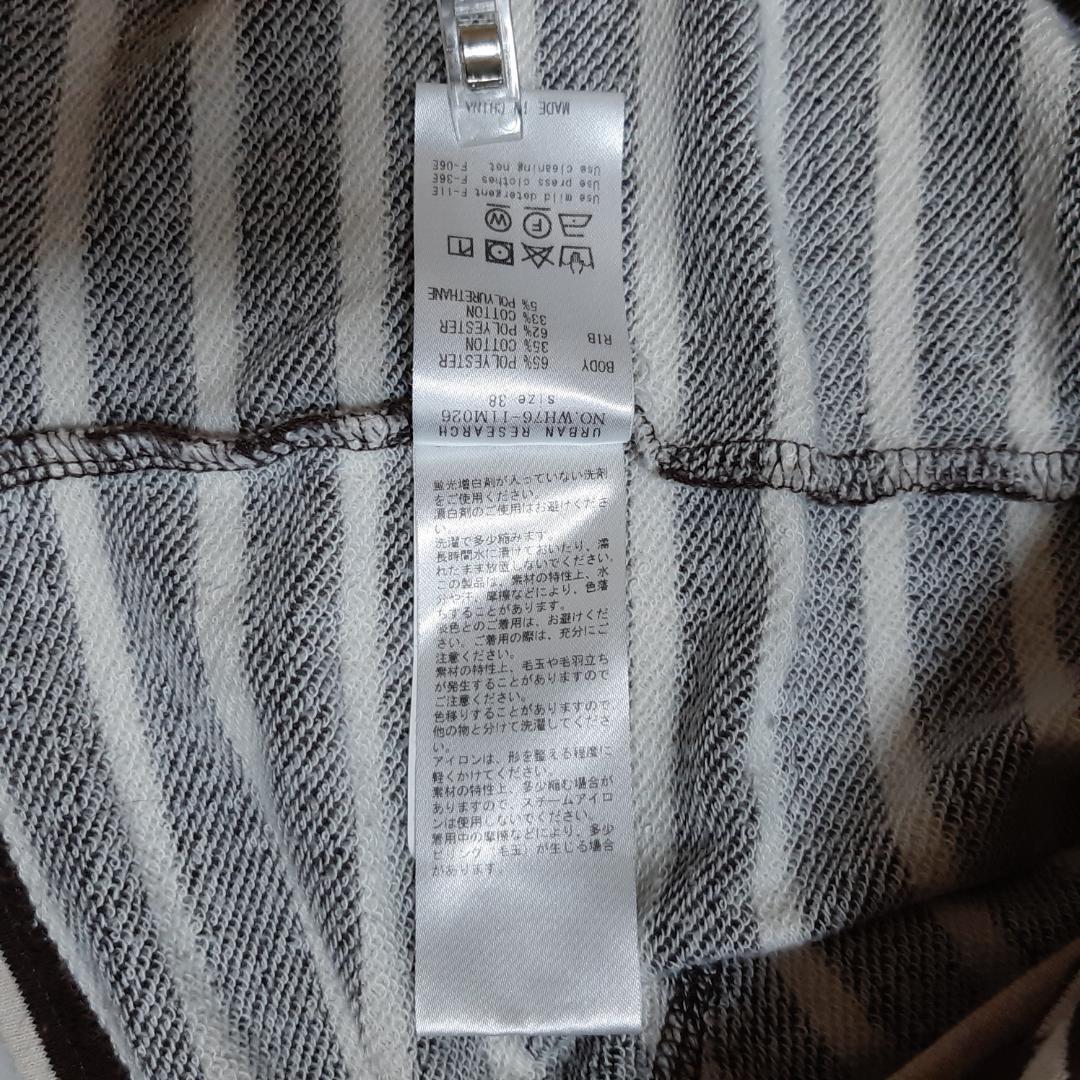 URBAN RESEARCH
NO.WH76-11M026
size 38
BODY 65% POLYESTER
35% COTTON
RIB 62% POLYESTER
33% COTTON
5% POLYURETHANE
F
W
Use mild detergent F-11E
Use press clothes F-36E
Use cleaning net F-06E
MADE IN CHINA
蛍光増白剤が入っていない洗剤
をご使用ください。
漂白剤のご使用はお避けくださ
い。
洗濯で多少縮みます。
長時間水に漬けておいたり、濡
れたまま放置しないでください。
この製品は、素材の特性上、水
分や汗、摩擦などにより、色落
ちすることがあります。
淡色とのご着用は、お避けくだ
さい。ご着用の際は、充分にご
注意ください。
素材の特性上、毛玉や毛羽立ち
が発生することがありますので
ご注意ください。
色移りすることがありますので
他の物と分けて洗濯してくださ
い。
アイロンは、形を整える程度に
軽くかけてください。
素材の特性上、多少縮む場合が
ありますので、スチームアイロ
ンは使用しないでください。
着用中の摩擦などにより、多少
ピリング（毛玉）が生じる場合
があります。